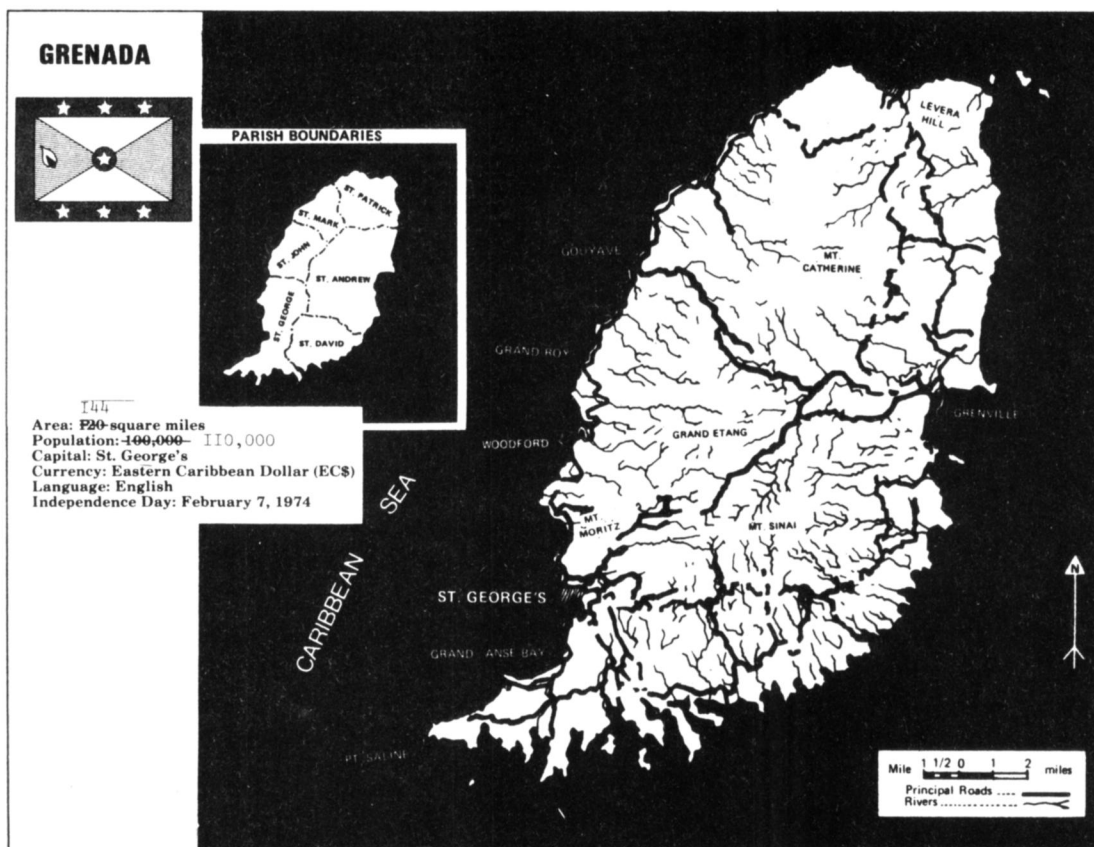 GRENADA
PARISH BOUNDARIES
ST. PATRICK
ST. MARK
ST. JOHN
ST. ANDREW
ST. GEORGE
ST. DAVID
I44
Area: 120 square miles
Population: 100,000 II0,000
Capital: St. George's
Currency: Eastern Caribbean Dollar (EC$)
Language: English
Independence Day: February 7, 1974
LEVERA
HILL
GOUYAVE
MT.
CATHERINE
GRAND ROY
GRENVILLE
GRAND ETANG
WOODFORD
MT.
MORITZ
MT. SINAI
CARIBBEAN SEA
ST. GEORGE'S
GRAND ANSE BAY
PT. SALINE
N
Mile 1 1/2 0 1 2 miles
Principal Roads ----
Rivers ...............